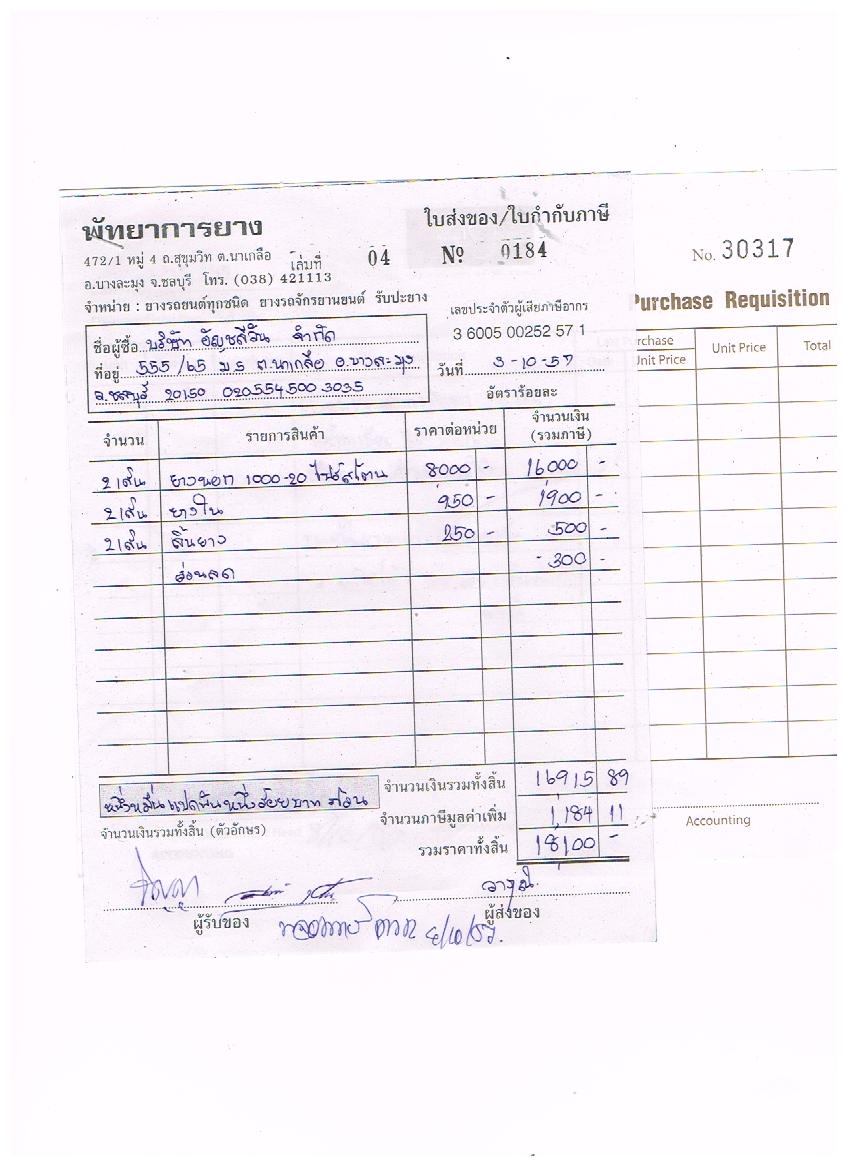 พัทยาการยาง
ใบส่งของ/ใบกำกับภาษี
472/1 หมู่ 4 ถ.สุขุมวิท ต.นาเกลือ
เล่มที่ 04 Nº 0184
อ.บางละมุง จ.ชลบุรี โทร. (038) 421113
จำหน่าย : ยางรถยนต์ทุกชนิด ยางรถจักรยานยนต์ รับปะยาง
เลขประจำตัวผู้เสียภาษีอากร
3 6005 00252 57 1
ชื่อผู้ซื้อ บริษัท อัญชลีวัน จำกัด
ที่อยู่ 555/65 ม.5 ต.นาเกลือ อ.บางละมุง
จ.ชลบุรี 20150 0205545003035
วันที่ 3-10-57
อัตราร้อยละ
จำนวน รายการสินค้า ราคาต่อหน่วย จำนวนเงิน
(รวมภาษี)
2 เส้น ยางนอก 1000-20 8000 - 16000 -
2 เส้น ยางใน 950 - 1900 -
2 เส้น ลิ้นยาง 250 - 500 -
ส่วนลด -300 -
จำนวนเงินรวมทั้งสิ้น 16915 89
หนึ่งหมื่นแปดพันหนึ่งร้อยบาทถ้วน
จำนวนภาษีมูลค่าเพิ่ม 1,184 11
จำนวนเงินรวมทั้งสิ้น (ตัวอักษร)
รวมราคาทั้งสิ้น 18100 -
ผู้รับของ
ผู้ส่งของ
No. 30317
Purchase Requisition
Unit Price
Unit Price
Total
Accounting